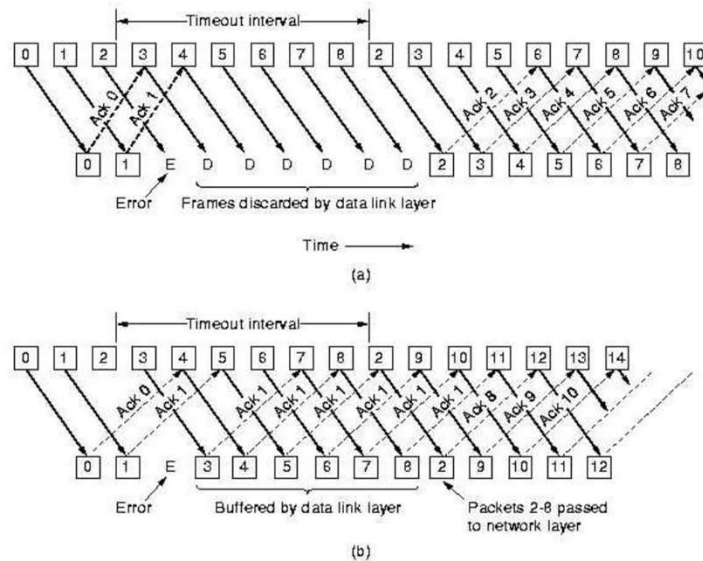 Timeout interval
0 1 2 3 4 5 6 7 8 2 3 4 5 6 7 8 9 10
Ack 0 Ack 1 Ack 2 Ack 3 Ack 4 Ack 5 Ack 6 Ack 7
0 1 E D D D D D D 2 3 4 5 6 7 8
Error
Frames discarded by data link layer
Time
(a)
Timeout interval
0 1 2 3 4 5 6 7 8 2 9 10 11 12 13 14
Ack 0 Ack 1 Ack 1 Ack 1 Ack 1 Ack 1 Ack 1 Ack 1 Ack 8 Ack 9 Ack 10
0 1 E 3 4 5 6 7 8 2 9 10 11 12
Error
Buffered by data link layer
Packets 2-8 passed
to network layer
(b)